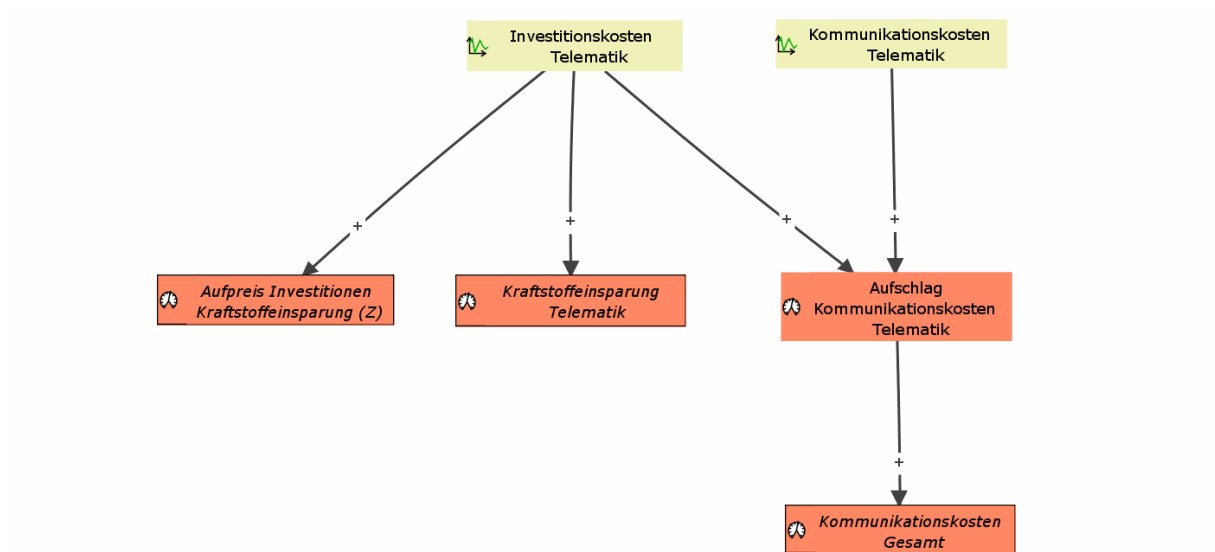 Investitionskosten
Telematik
Kommunikationskosten
Telematik
+
+
+
+
Aufpreis Investitionen
Kraftstoffeinsparung (Z)
Kraftstoffeinsparung
Telematik
Aufschlag
Kommunikationskosten
Telematik
+
Kommunikationskosten
Gesamt